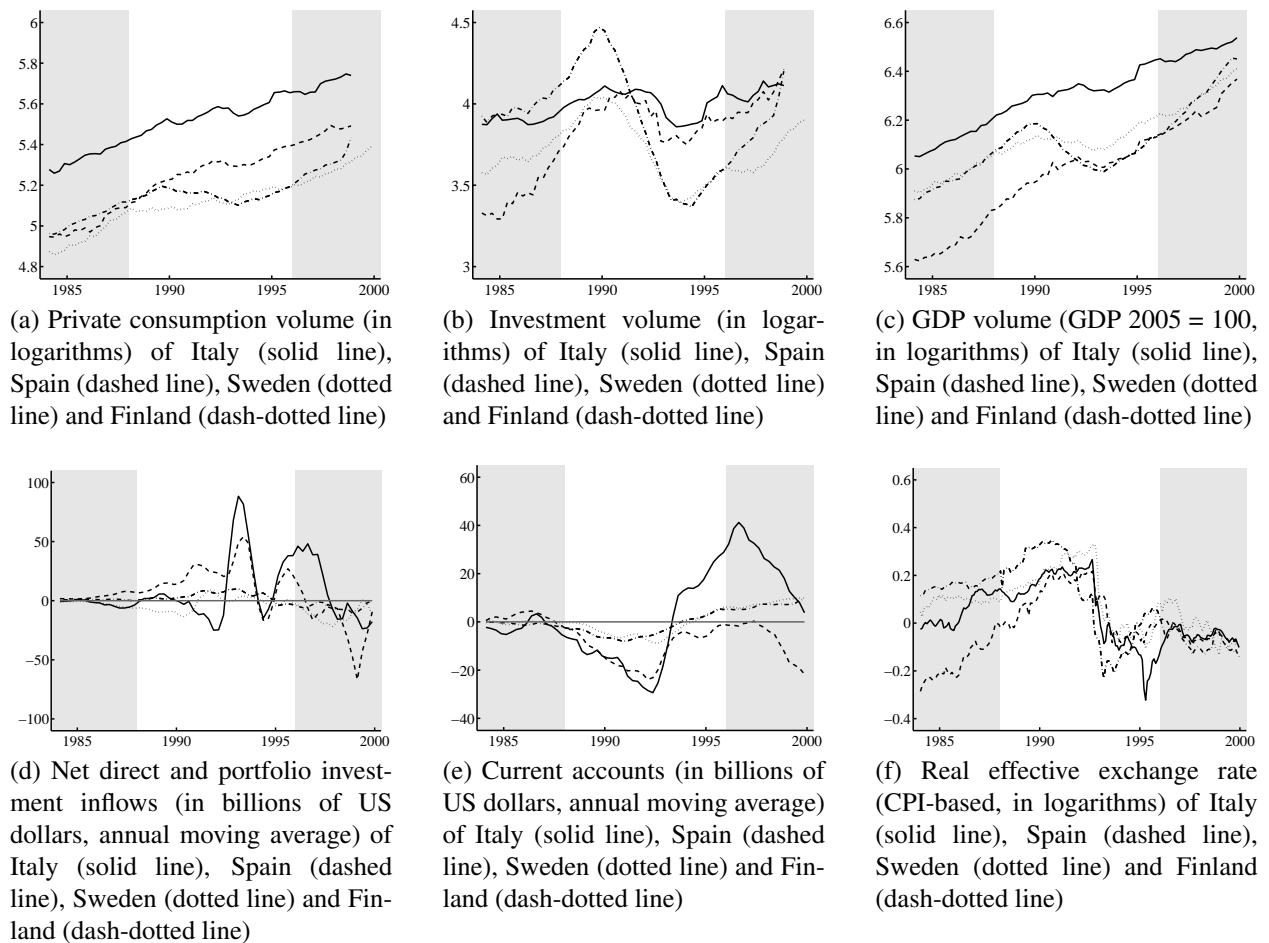 6
5.8
5.6
5.4
5.2
5
4.8
1985 1990 1995 2000
(a) Private consumption volume (in
logarithms) of Italy (solid line),
Spain (dashed line), Sweden (dotted
line) and Finland (dash-dotted line)
4.5
4
3.5
3
1985 1990 1995 2000
(b) Investment volume (in logar-
ithms) of Italy (solid line), Spain
(dashed line), Sweden (dotted line)
and Finland (dash-dotted line)
6.6
6.4
6.2
6
5.8
5.6
1985 1990 1995 2000
(c) GDP volume (GDP 2005 = 100,
in logarithms) of Italy (solid line),
Spain (dashed line), Sweden (dotted
line) and Finland (dash-dotted line)
100
50
0
−50
−100
1985 1990 1995 2000
(d) Net direct and portfolio invest-
ment inflows (in billions of US
dollars, annual moving average) of
Italy (solid line), Spain (dashed
line), Sweden (dotted line) and Fin-
land (dash-dotted line)
60
40
20
0
−20
−40
1985 1990 1995 2000
(e) Current accounts (in billions of
US dollars, annual moving average)
of Italy (solid line), Spain (dashed
line), Sweden (dotted line) and Fin-
land (dash-dotted line)
0.6
0.4
0.2
0
−0.2
−0.4
1985 1990 1995 2000
(f) Real effective exchange rate
(CPI-based, in logarithms) of Italy
(solid line), Spain (dashed line),
Sweden (dotted line) and Finland
(dash-dotted line)